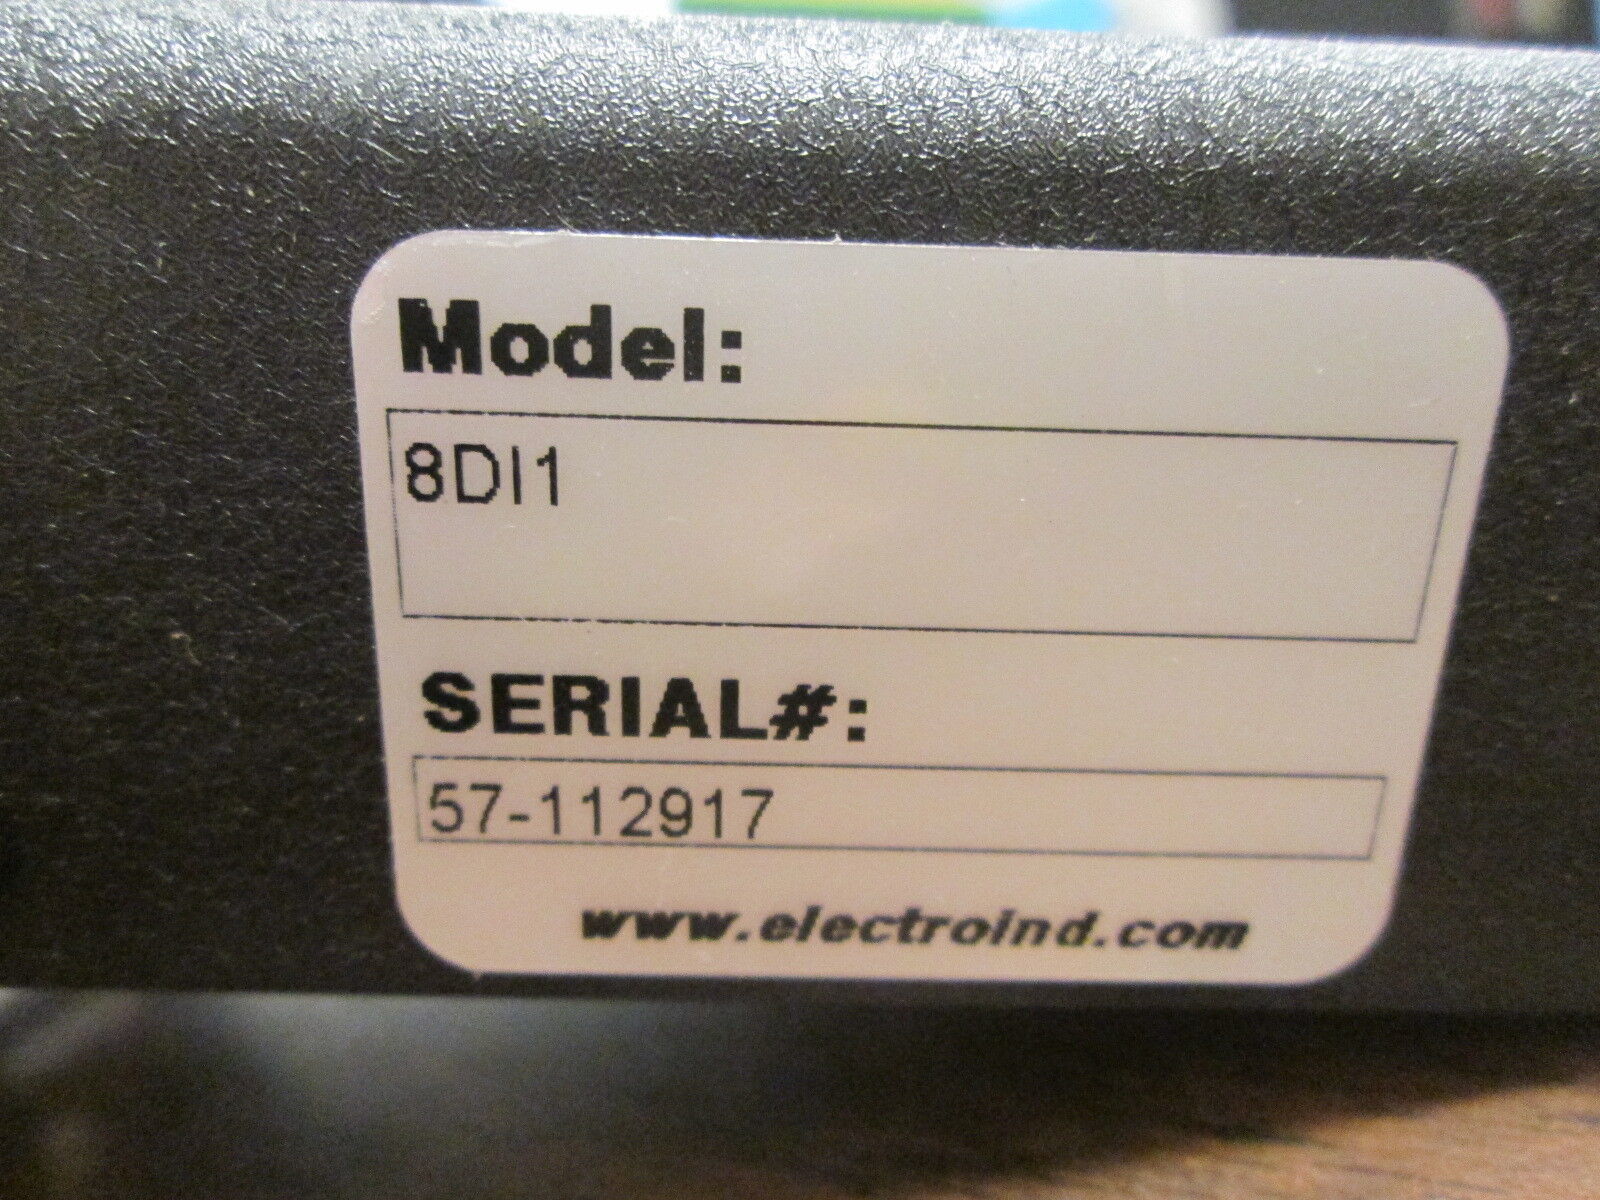 Model:
8DI1
SERIAL#:
57-112917
www.electroind.com